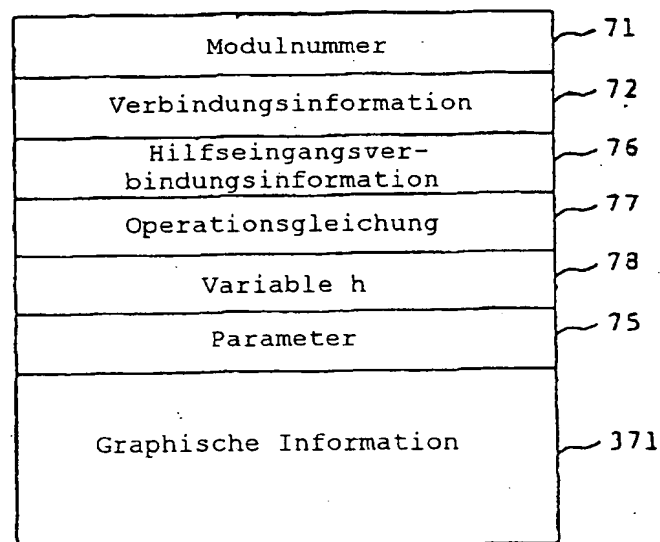 Modulnummer 71
Verbindungsinformation 72
Hilfseingangsver-
bindungsinformation 76
Operationsgleichung 77
Variable h 78
Parameter 75
Graphische Information 371